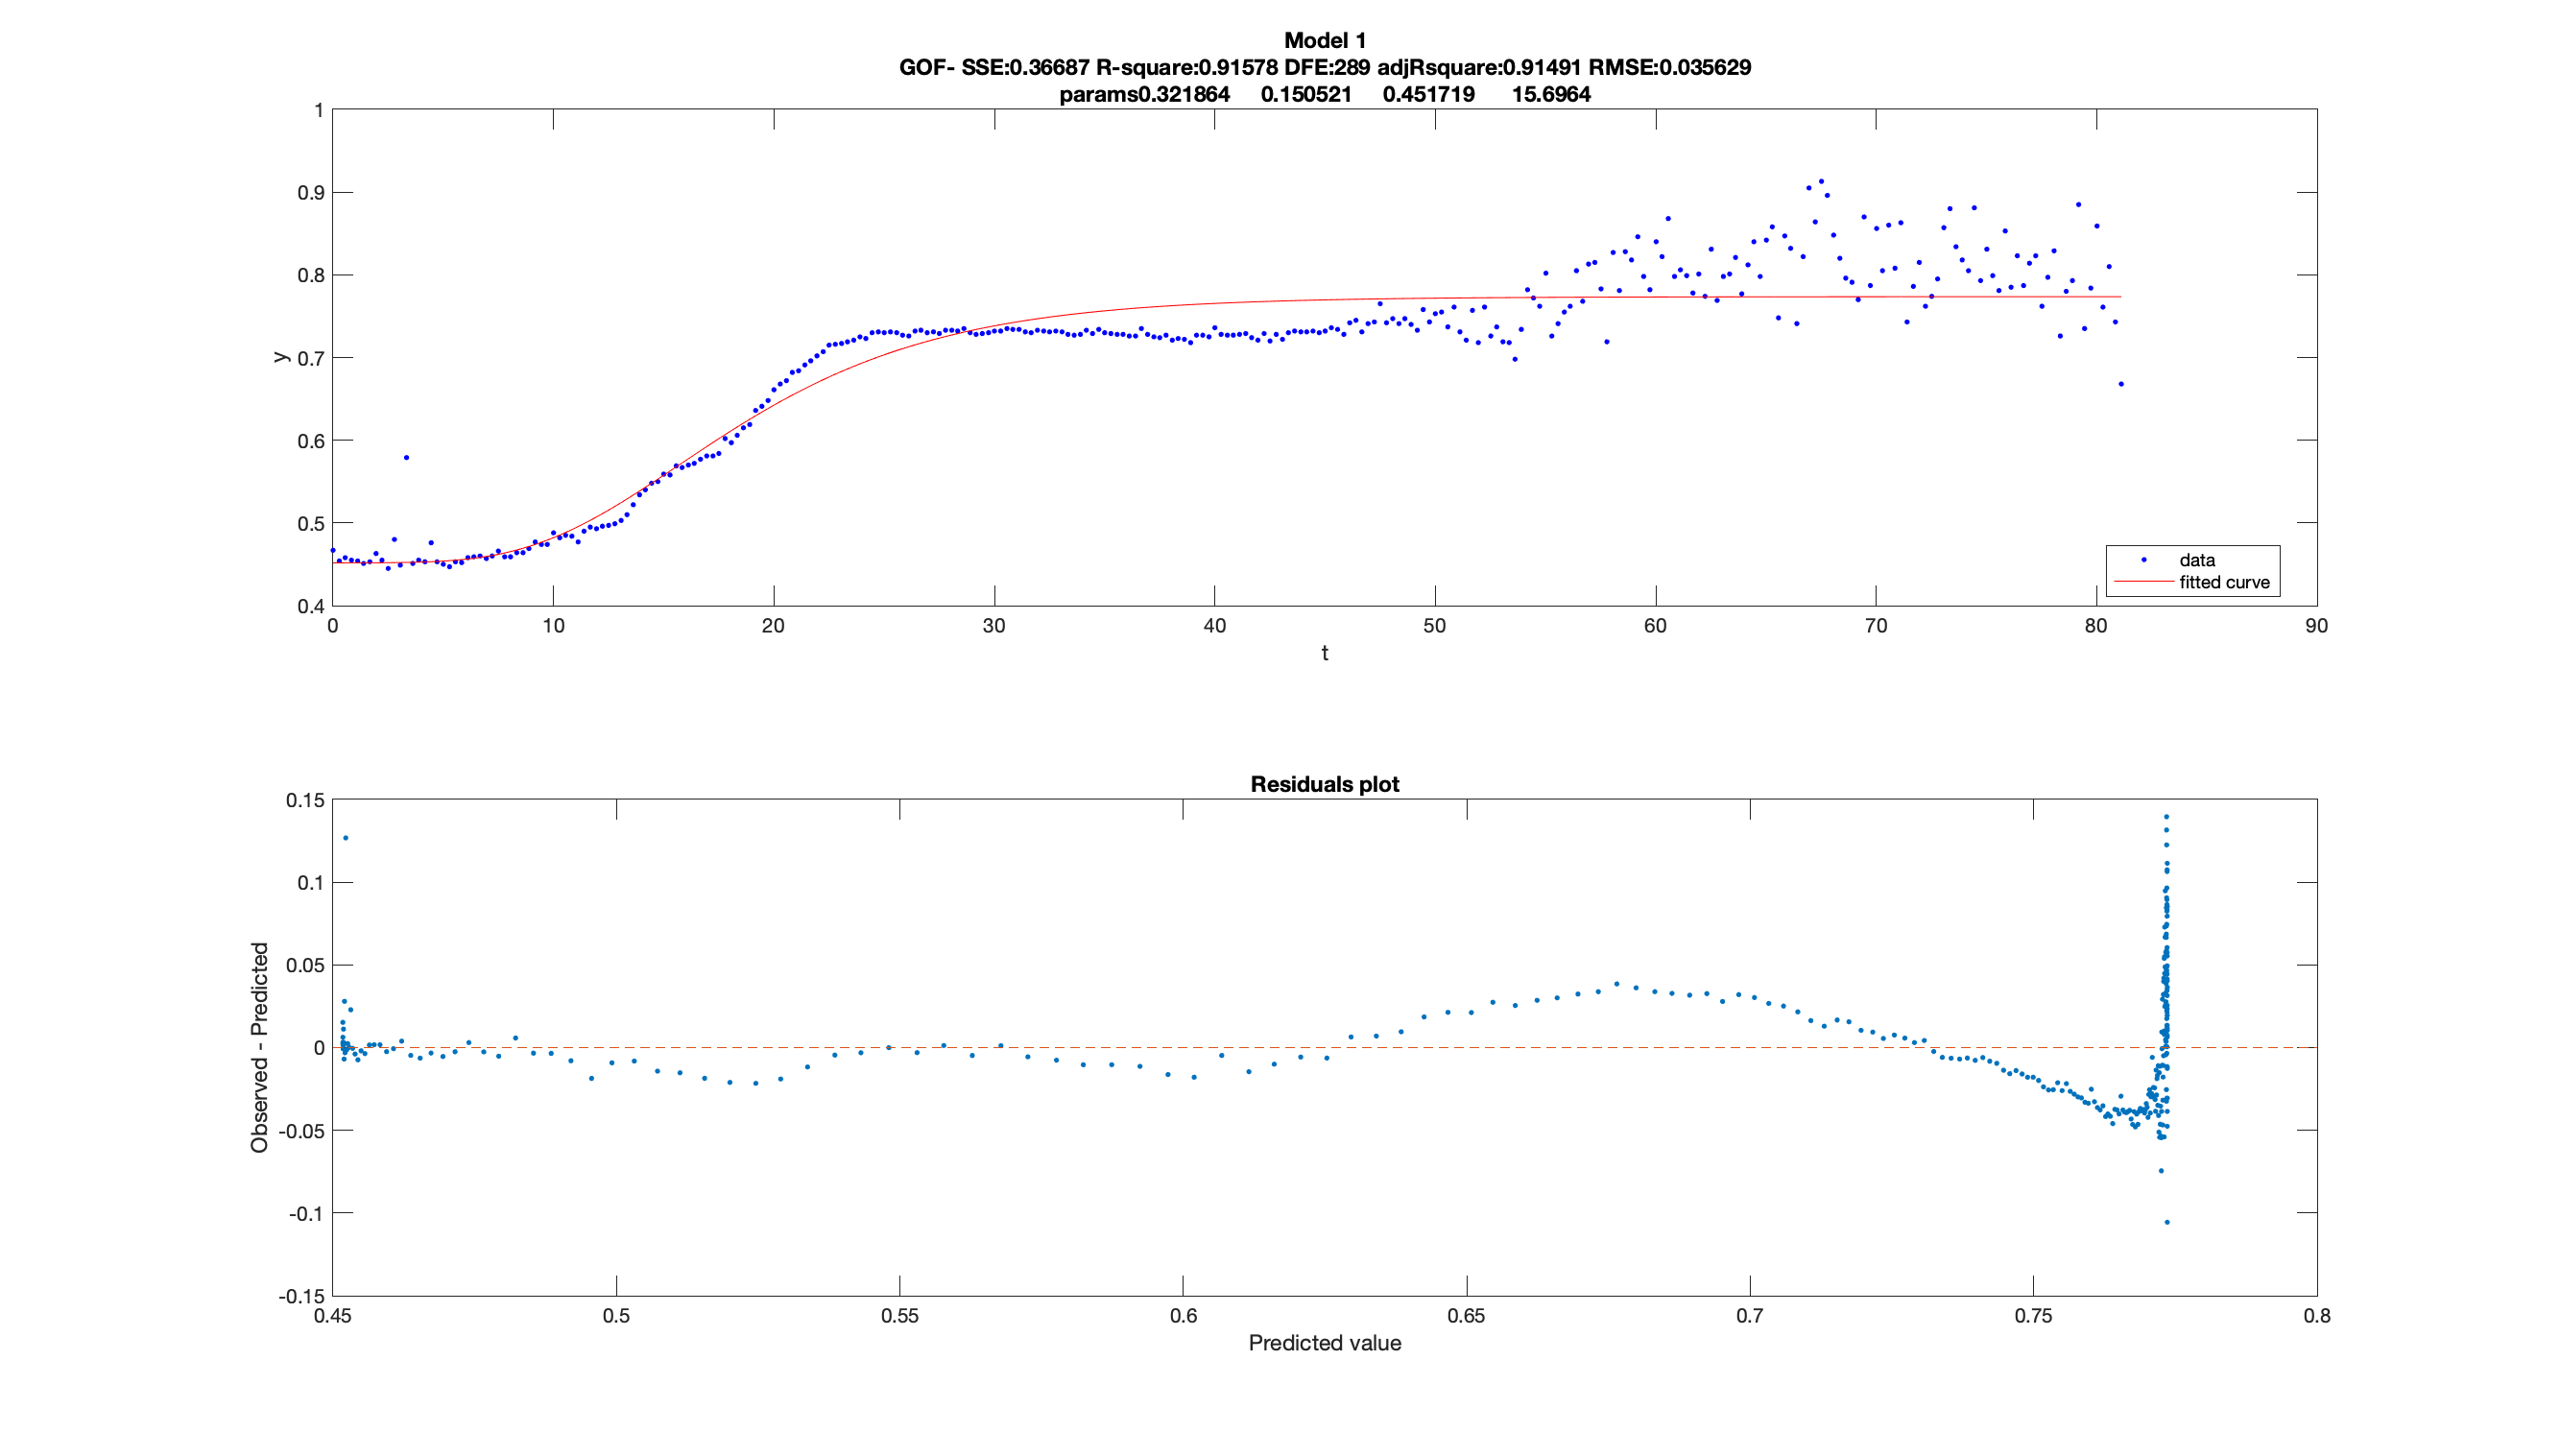 Model 1
GOF- SSE:0.36687 R-square:0.91578 DFE:289 adjRsquare:0.91491 RMSE:0.035629
params0.321864 0.150521 0.451719 15.6964
1
0.9
0.8
0.7
0.6
0.5
0.4
y
0 10 20 30 40 50 60 70 80 90
t
data
fitted curve
Residuals plot
0.15
0.1
0.05
0
-0.05
-0.1
-0.15
Observed - Predicted
0.45 0.5 0.55 0.6 0.65 0.7 0.75 0.8
Predicted value